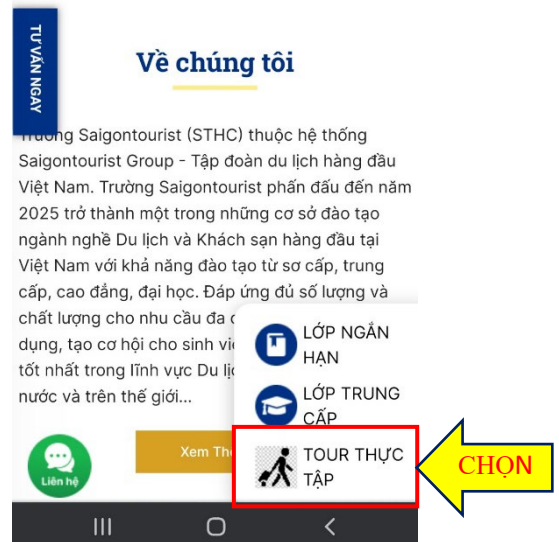 TƯ VẤN NGAY
Về chúng tôi
Trường Saigontourist (STHC) thuộc hệ thống
Saigontourist Group - Tập đoàn du lịch hàng đầu
Việt Nam. Trường Saigontourist phấn đấu đến năm
2025 trở thành một trong những cơ sở đào tạo
ngành nghề Du lịch và Khách sạn hàng đầu tại
Việt Nam với khả năng đào tạo từ sơ cấp, trung
cấp, cao đẳng, đại học. Đáp ứng đủ số lượng và
chất lượng cho nhu cầu đa
dụng, tạo cơ hội cho sinh
tốt nhất trong lĩnh vực Du
nước và trên thế giới...
LỚP NGẮN
HẠN
LỚP TRUNG
CẤP
TOUR THỰC
TẬP
CHỌN
Xem
Liên hệ